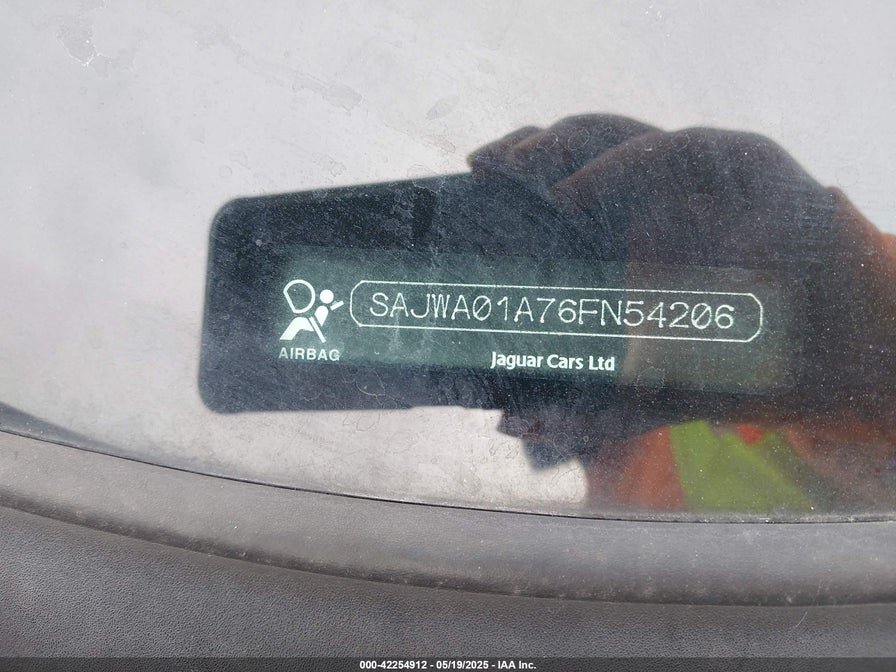 SAJWA01A76FN54206
AIRBAG
Jaguar Cars Ltd
000-42254912 - 05/19/2025 - IAA Inc.